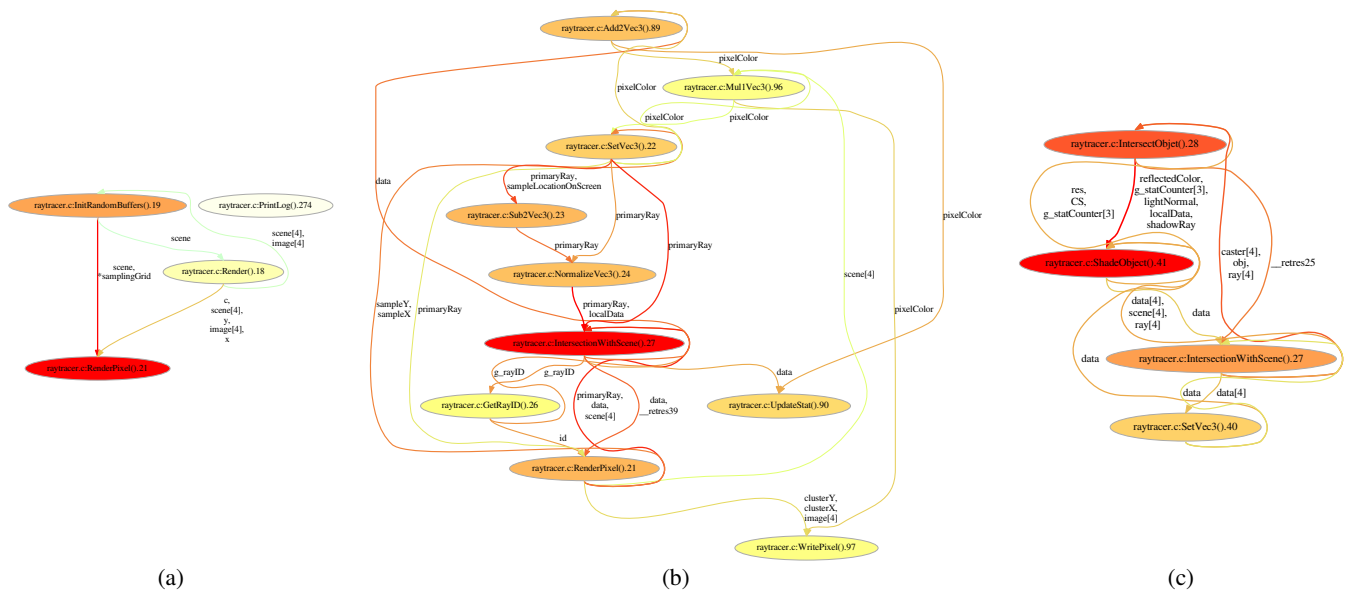 raytracer.c:InitRandomBuffers().19
raytracer.c:PrintLog().274
scene
scene[4],
image[4]
raytracer.c:Render().18
scene,
*samplingGrid
c,
scene[4],
y,
image[4],
x
raytracer.c:RenderPixel().21
(a)
raytracer.c:Add2Vec3().89
pixelColor
raytracer.c:Mul1Vec3().96
pixelColor
pixelColor
raytracer.c:SetVec3().22
data
primaryRay,
sampleLocationOnScreen
raytracer.c:Sub2Vec3().23
pixelColor
primaryRay
primaryRay
primaryRay
raytracer.c:NormalizeVec3().24
scene[4]
sampleY,
sampleX
primaryRay
primaryRay,
localData
pixelColor
raytracer.c:IntersectionWithScene().27
g_rayID
g_rayID
data
raytracer.c:GetRayID().26
primaryRay,
data,
scene[4]
data,
__retres39
raytracer.c:UpdateStat().90
id
raytracer.c:RenderPixel().21
clusterY,
clusterX,
image[4]
raytracer.c:WritePixel().97
(b)
raytracer.c:IntersectObjet().28
res,
CS,
g_statCounter[3]
reflectedColor,
g_statCounter[3],
lightNormal,
localData,
shadowRay
raytracer.c:ShadeObject().41
caster[4],
obj,
ray[4]
__retres25
data[4],
scene[4],
ray[4]
data
raytracer.c:IntersectionWithScene().27
data
data
data[4]
raytracer.c:SetVec3().40
(c)